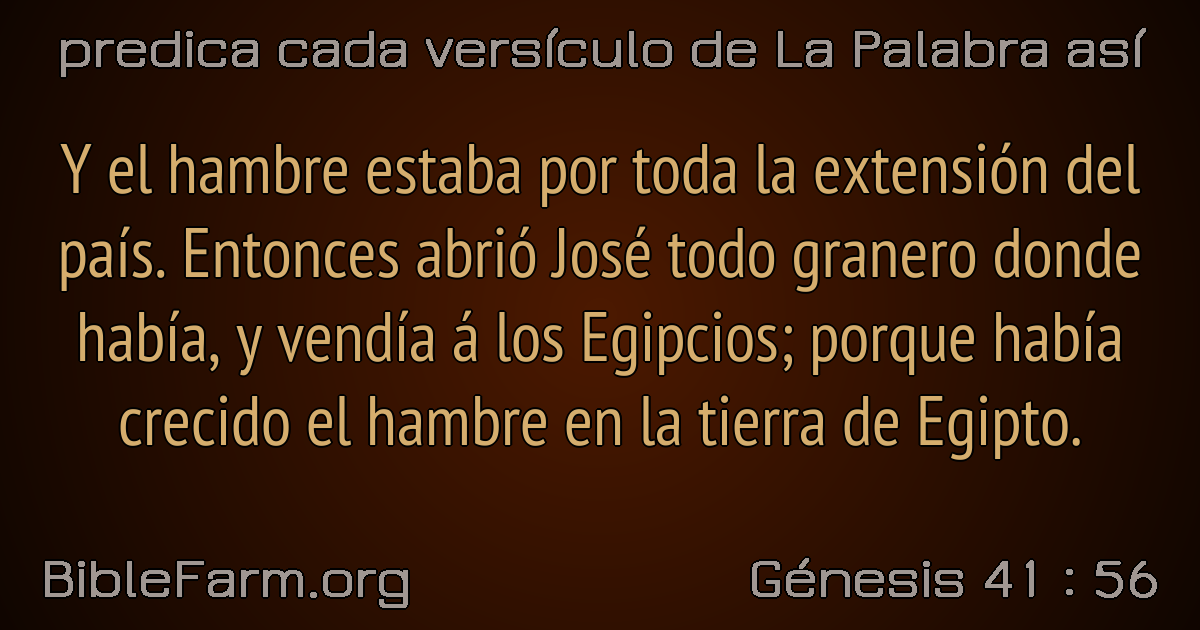 predica cada versículo de La Palabra así
Y el hambre estaba por toda la extensión del
país. Entonces abrió José todo granero donde
había, y vendía á los Egipcios; porque había
crecido el hambre en la tierra de Egipto.
BibleFarm.org
Génesis 41 : 56